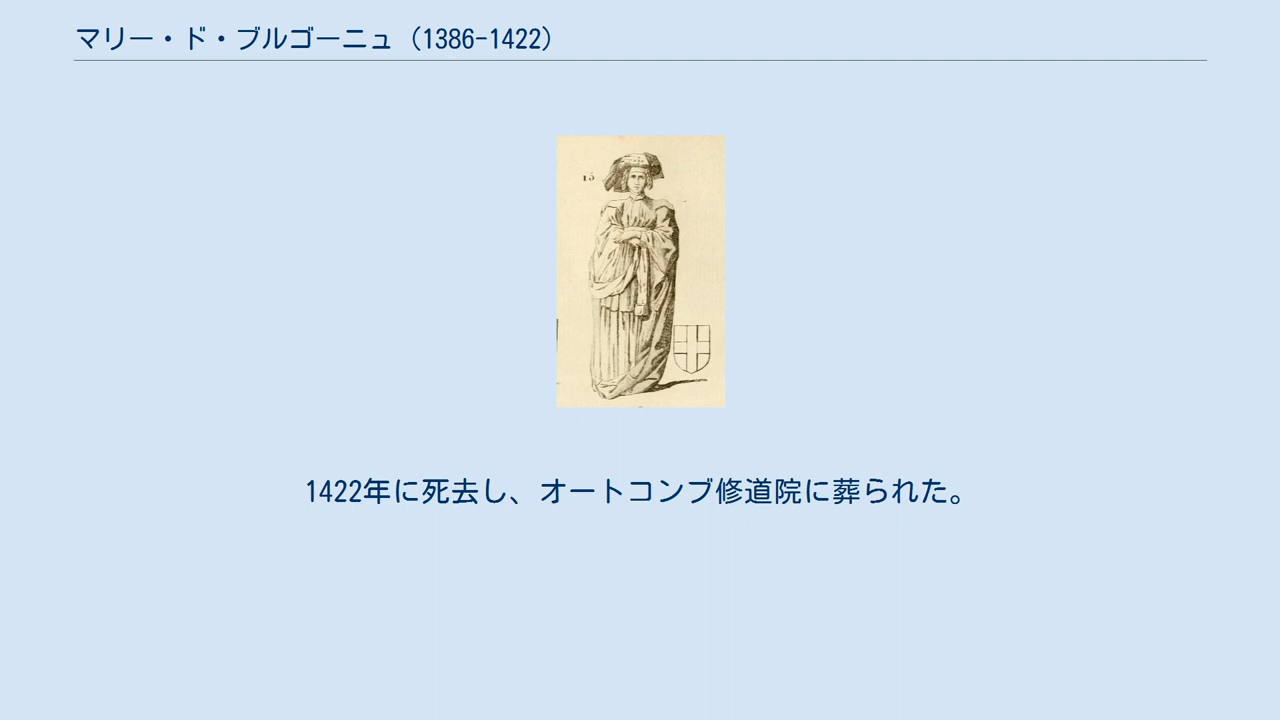 マリー・ド・ブルゴーニュ（1386-1422）
15
1422年に死去し、オートコンブ修道院に葬られた。